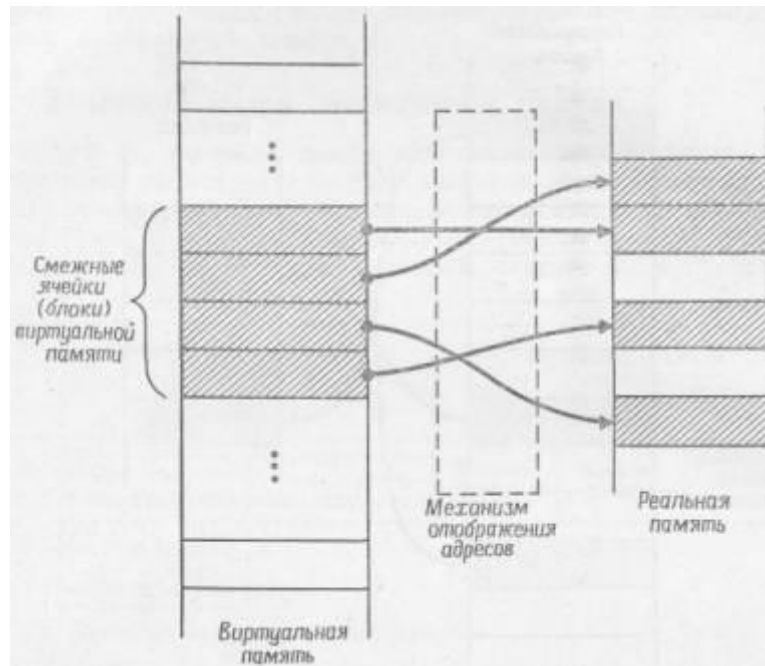 Смежные
ячейки
(блоки)
виртуальной
памяти
Механизм
отображения
адресов
Реальная
память
Виртуальная
память